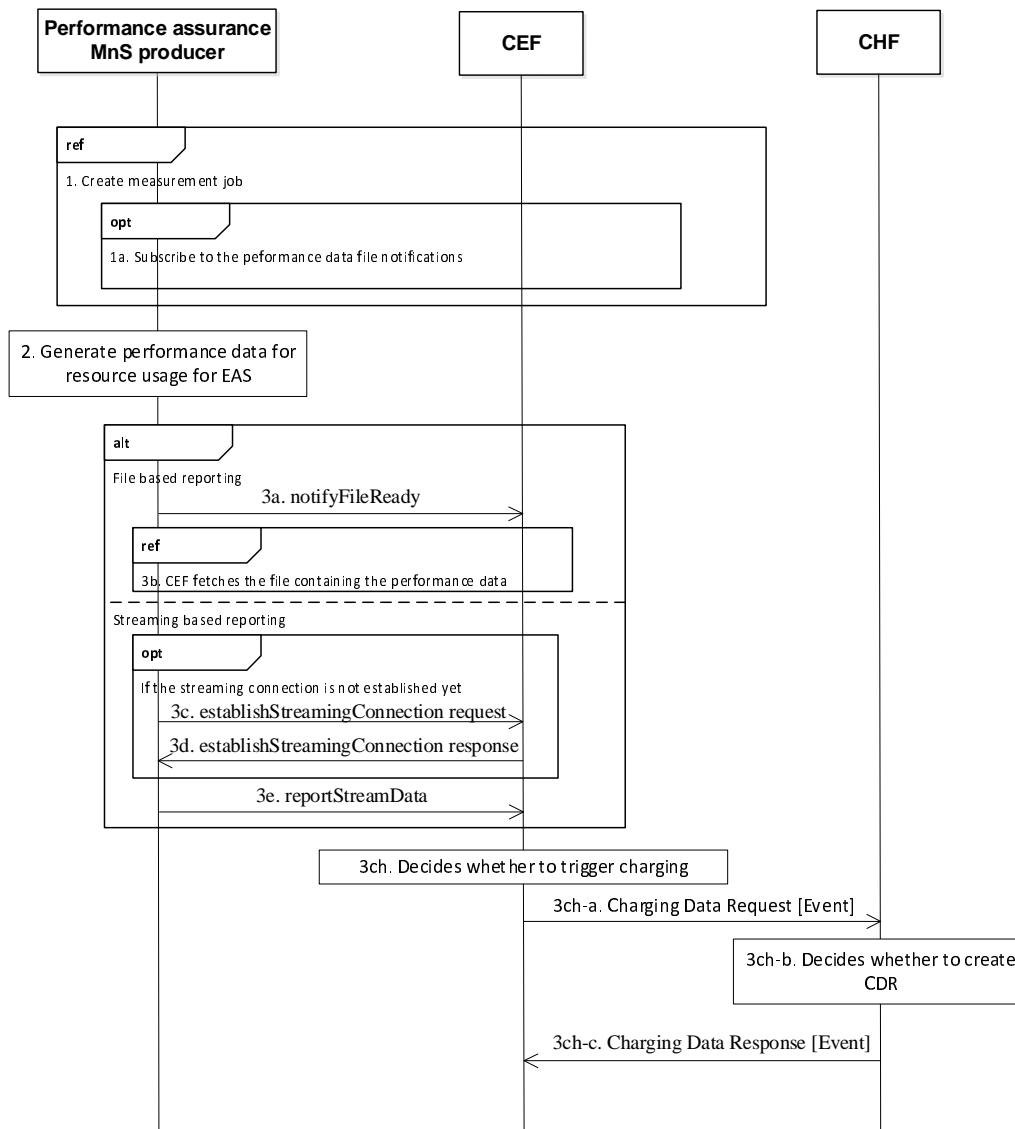 Performance assurance
MnS producer
CEF
CHF
ref
1. Create measurement job
opt
1a. Subscribe to the peformance data file notifications
2. Generate performance data for
resource usage for EAS
alt
File based reporting
3a. notifyFileReady
ref
3b. CEF fetches the file containing the performance data
Streaming based reporting
opt
If the streaming connection is not established yet
3c. establishStreamingConnection request
3d. establishStreamingConnection response
3e. reportStreamData
3ch. Decides whether to trigger charging
3ch-a. Charging Data Request [Event]
3ch-b. Decides whether to create
CDR
3ch-c. Charging Data Response [Event]